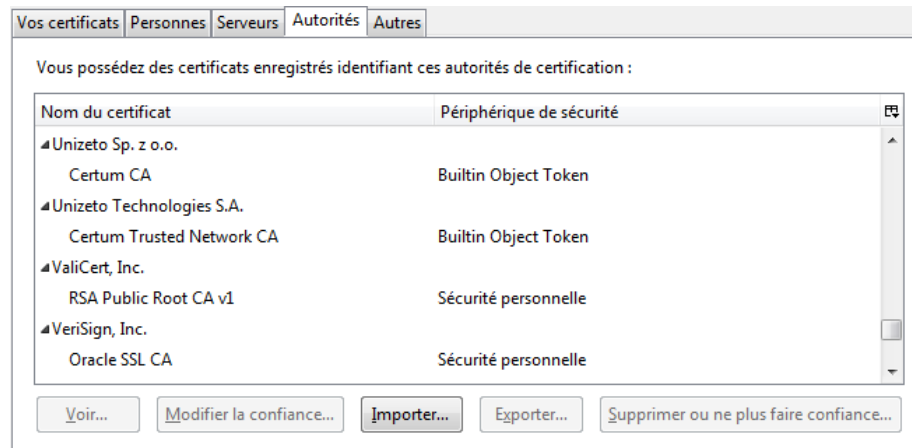 Vos certificats Personnes Serveurs Autorités Autres
Vous possédez des certificats enregistrés identifiant ces autorités de certification :
Nom du certificat Périphérique de sécurité
Unizeto Sp. z o.o.
Certum CA Builtin Object Token
Unizeto Technologies S.A.
Certum Trusted Network CA Builtin Object Token
ValiCert, Inc.
RSA Public Root CA v1 Sécurité personnelle
VeriSign, Inc.
Oracle SSL CA Sécurité personnelle
Voir... Modifier la confiance... Importer... Exporter... Supprimer ou ne plus faire confiance...